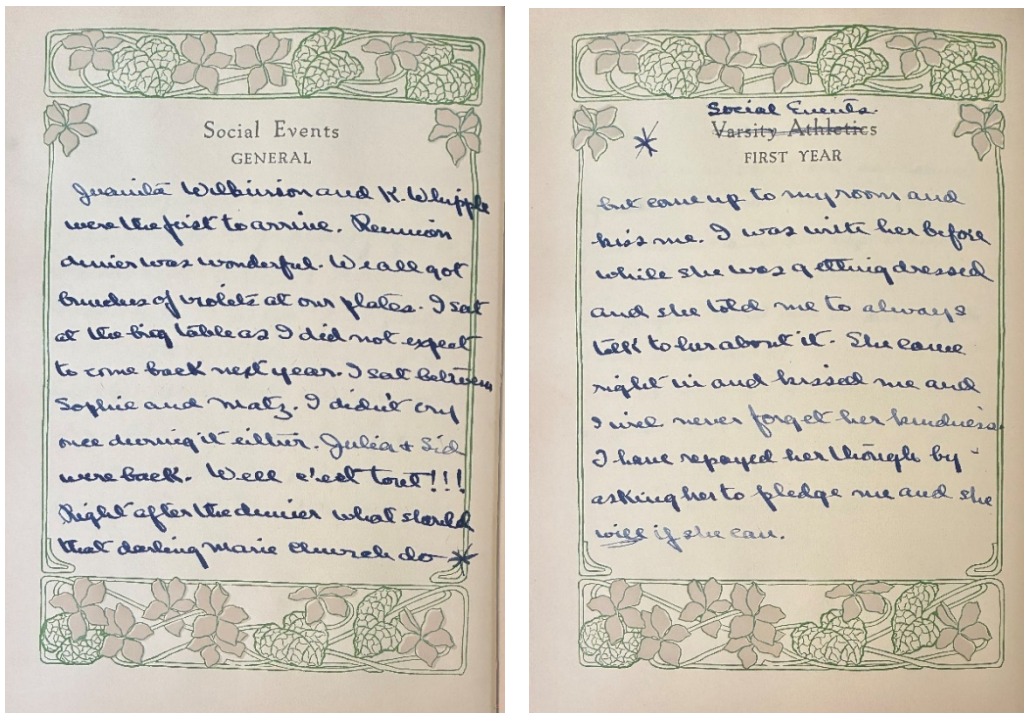 Social Events
GENERAL
Juanita Wilkinson and K. Whipple
were the first to arrive. Reunion
dinner was wonderful. We all got
bunches of violets at our plates. I sat
at the big table as I did not expect
to come back next year. I sat between
Sophie and Matz. I didn't cry
once during it either. Julia + Sid
were back. Well c'est tout!!!
Right after the dinner what should
that darling Marie Church do *
Social Events.
Varsity Athletics
* FIRST YEAR
but come up to my room and
kiss me. I was with her before
while she was getting dressed
and she told me to always
talk to her about it. She came
right in and kissed me and
I will never forget her kindness.
I have repayed her though by -
asking her to pledge me and she
will if she can.